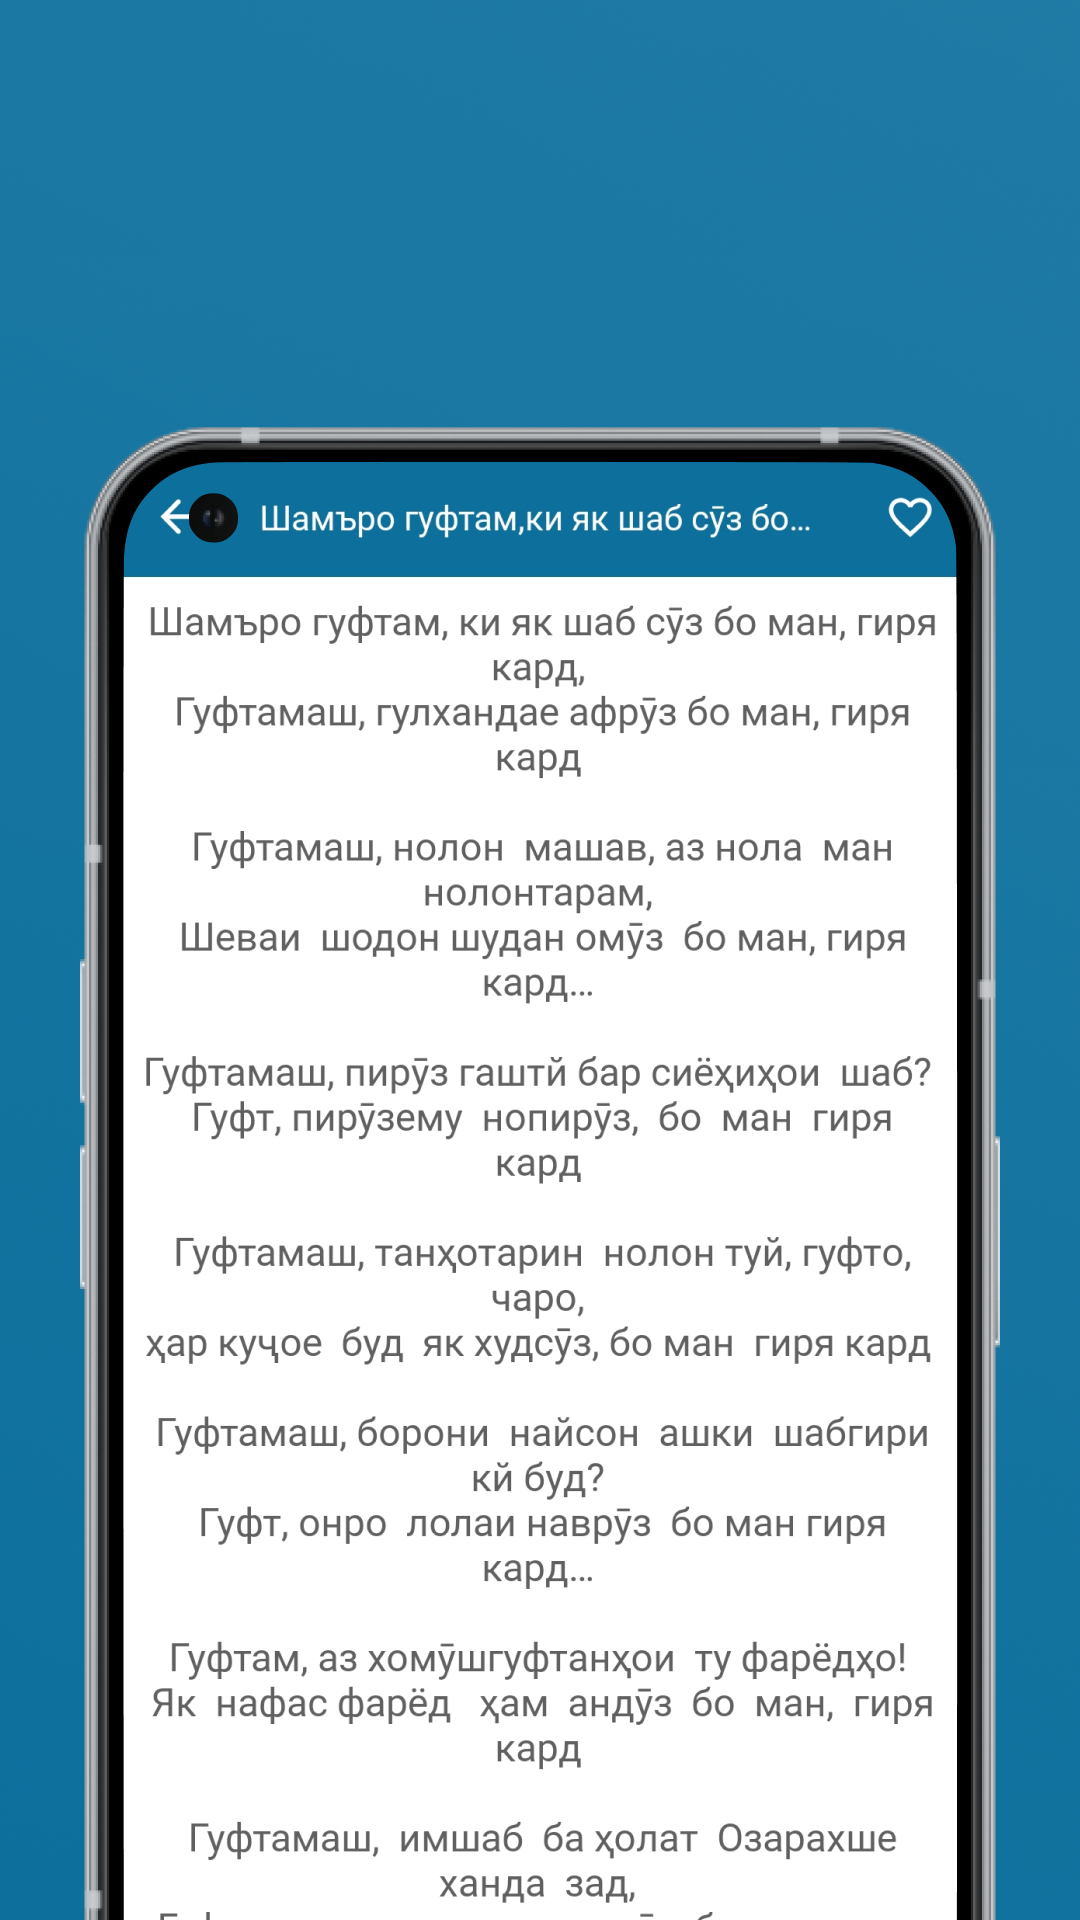 Шамъро гуфтам,ки як шаб сӯз бо...
Шамъро гуфтам, ки як шаб сӯз бо ман, гиря
кард,
Гуфтамаш, гулхандае афрӯз бо ман, гиря
кард
Гуфтамаш, нолон  машав, аз нола  ман
нолонтарам,
Шеваи  шодон шудан омӯз  бо ман, гиря
кард...
Гуфтамаш, пирӯз гаштй бар сиёҳиҳои  шаб?
Гуфт, пирӯзему  нопирӯз,  бо  ман  гиря
кард
Гуфтамаш, танҳотарин  нолон туй, гуфто,
чаро,
ҳар куҷое  буд  як худсӯз, бо ман  гиря кард
Гуфтамаш, борони  найсон  ашки  шабгири
кй буд?
Гуфт, онро  лолаи наврӯз  бо ман гиря
кард...
Гуфтам, аз хомӯшгуфтанҳои  ту фарёдҳо!
Як  нафас фарёд   ҳам  андӯз  бо  ман,  гиря
кард
Гуфтамаш,  имшаб  ба ҳолат  Озарахше
ханда  зад,